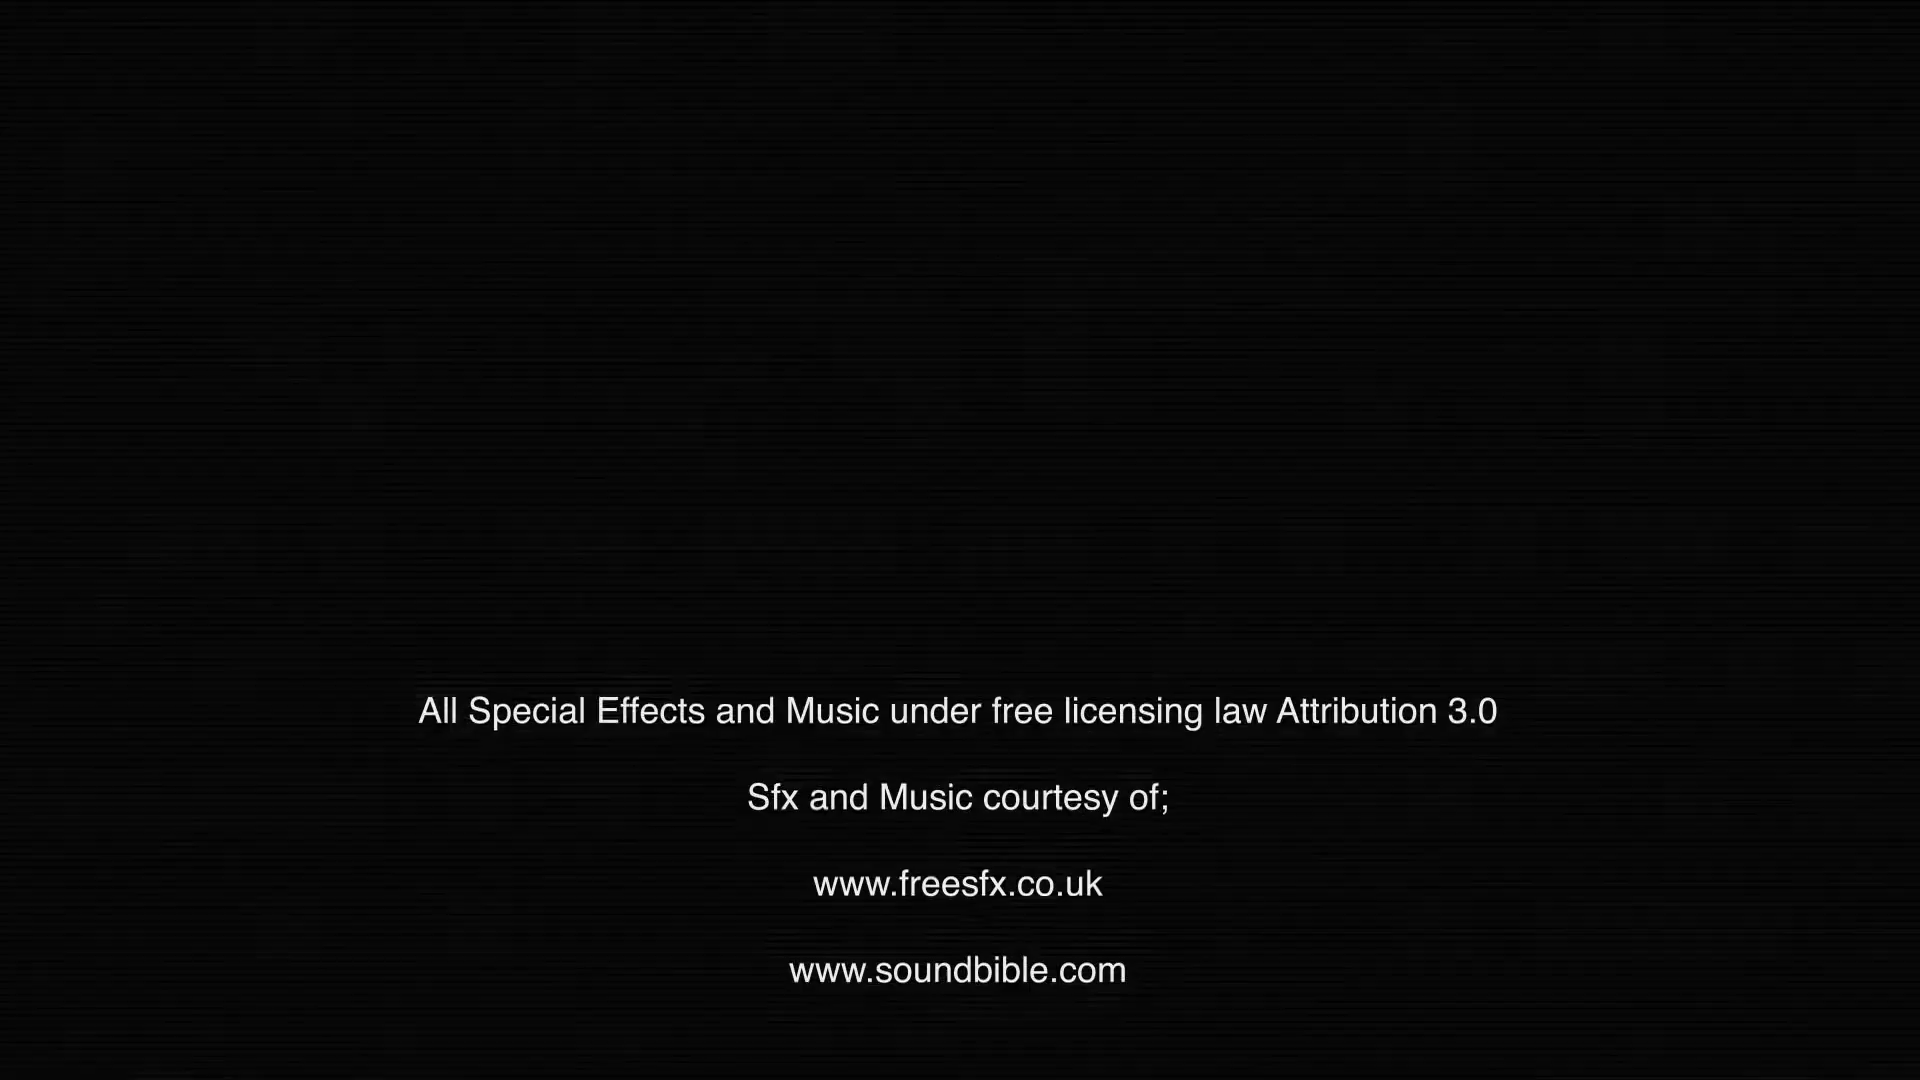 All Special Effects and Music under free licensing law Attribution 3.0
Sfx and Music courtesy of;
www.freesfx.co.uk
www.soundbible.com